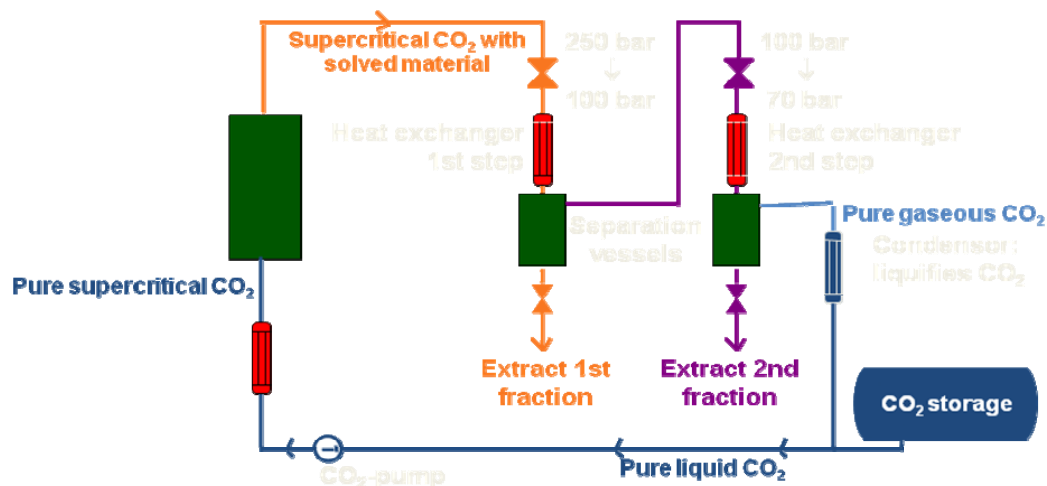 Supercritical CO₂ with
solved material
250 bar
↓
100 bar
100 bar
↓
70 bar
Heat exchanger
1st step
Heat exchanger
2nd step
Separation
vessels
Pure gaseous CO₂
Condensor:
liquifies CO₂
Pure supercritical CO₂
Extract 1st
fraction
Extract 2nd
fraction
CO₂ storage
CO₂-pump
Pure liquid CO₂